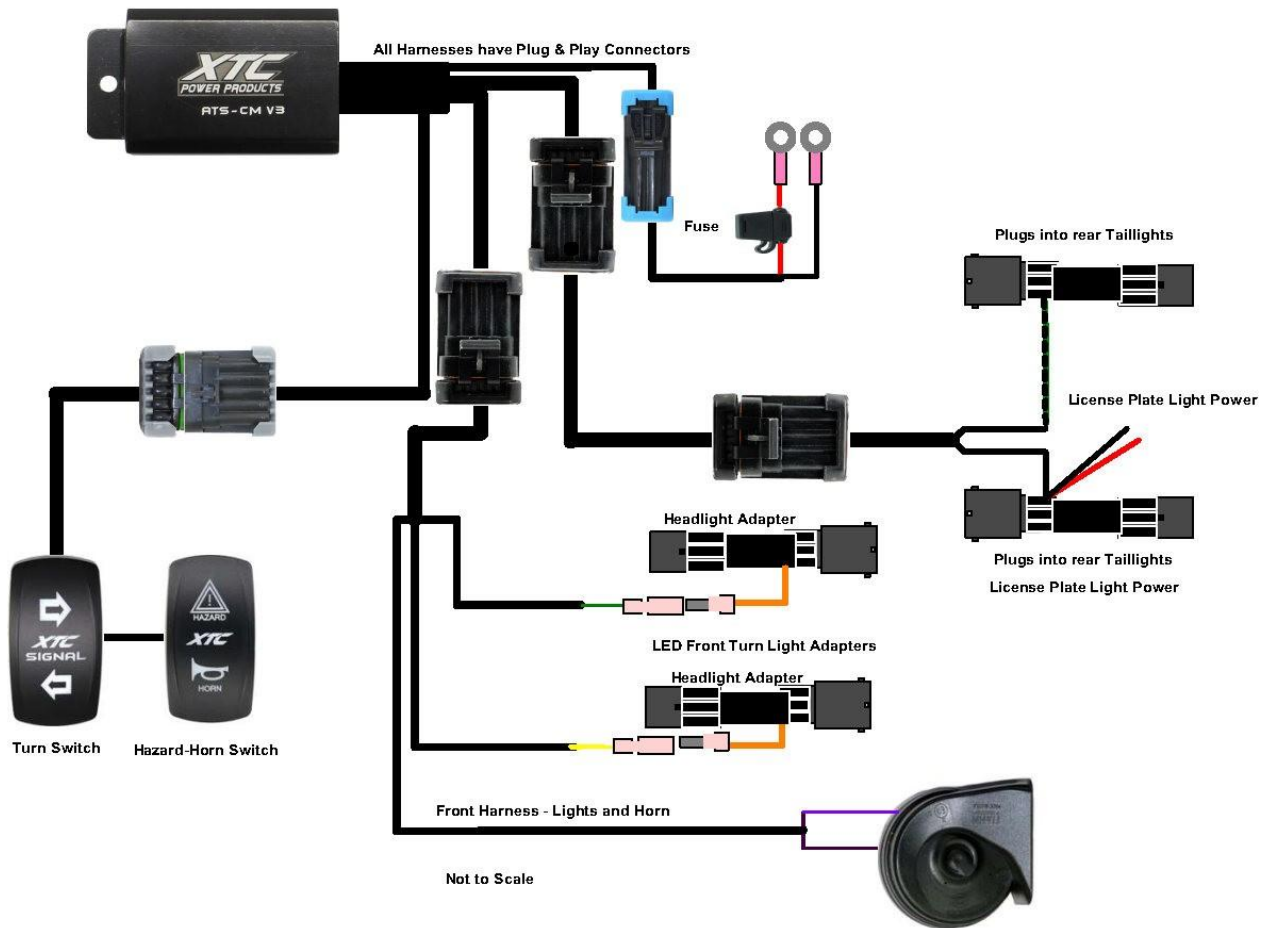 All Harnesses have Plug & Play Connectors
XTC
POWER PRODUCTS
ATS-CM V3
Fuse
Plugs into rear Taillights
License Plate Light Power
Headlight Adapter
Plugs into rear Taillights
License Plate Light Power
LED Front Turn Light Adapters
Headlight Adapter
XTC
SIGNAL
HAZARD
XTC
HORN
Turn Switch
Hazard-Horn Switch
Front Harness - Lights and Horn
Not to Scale